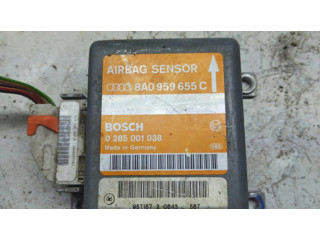 AIRBAG SENSOR
8A0 959 655 C
BOSCH
0 285 001 038
Made in Germany